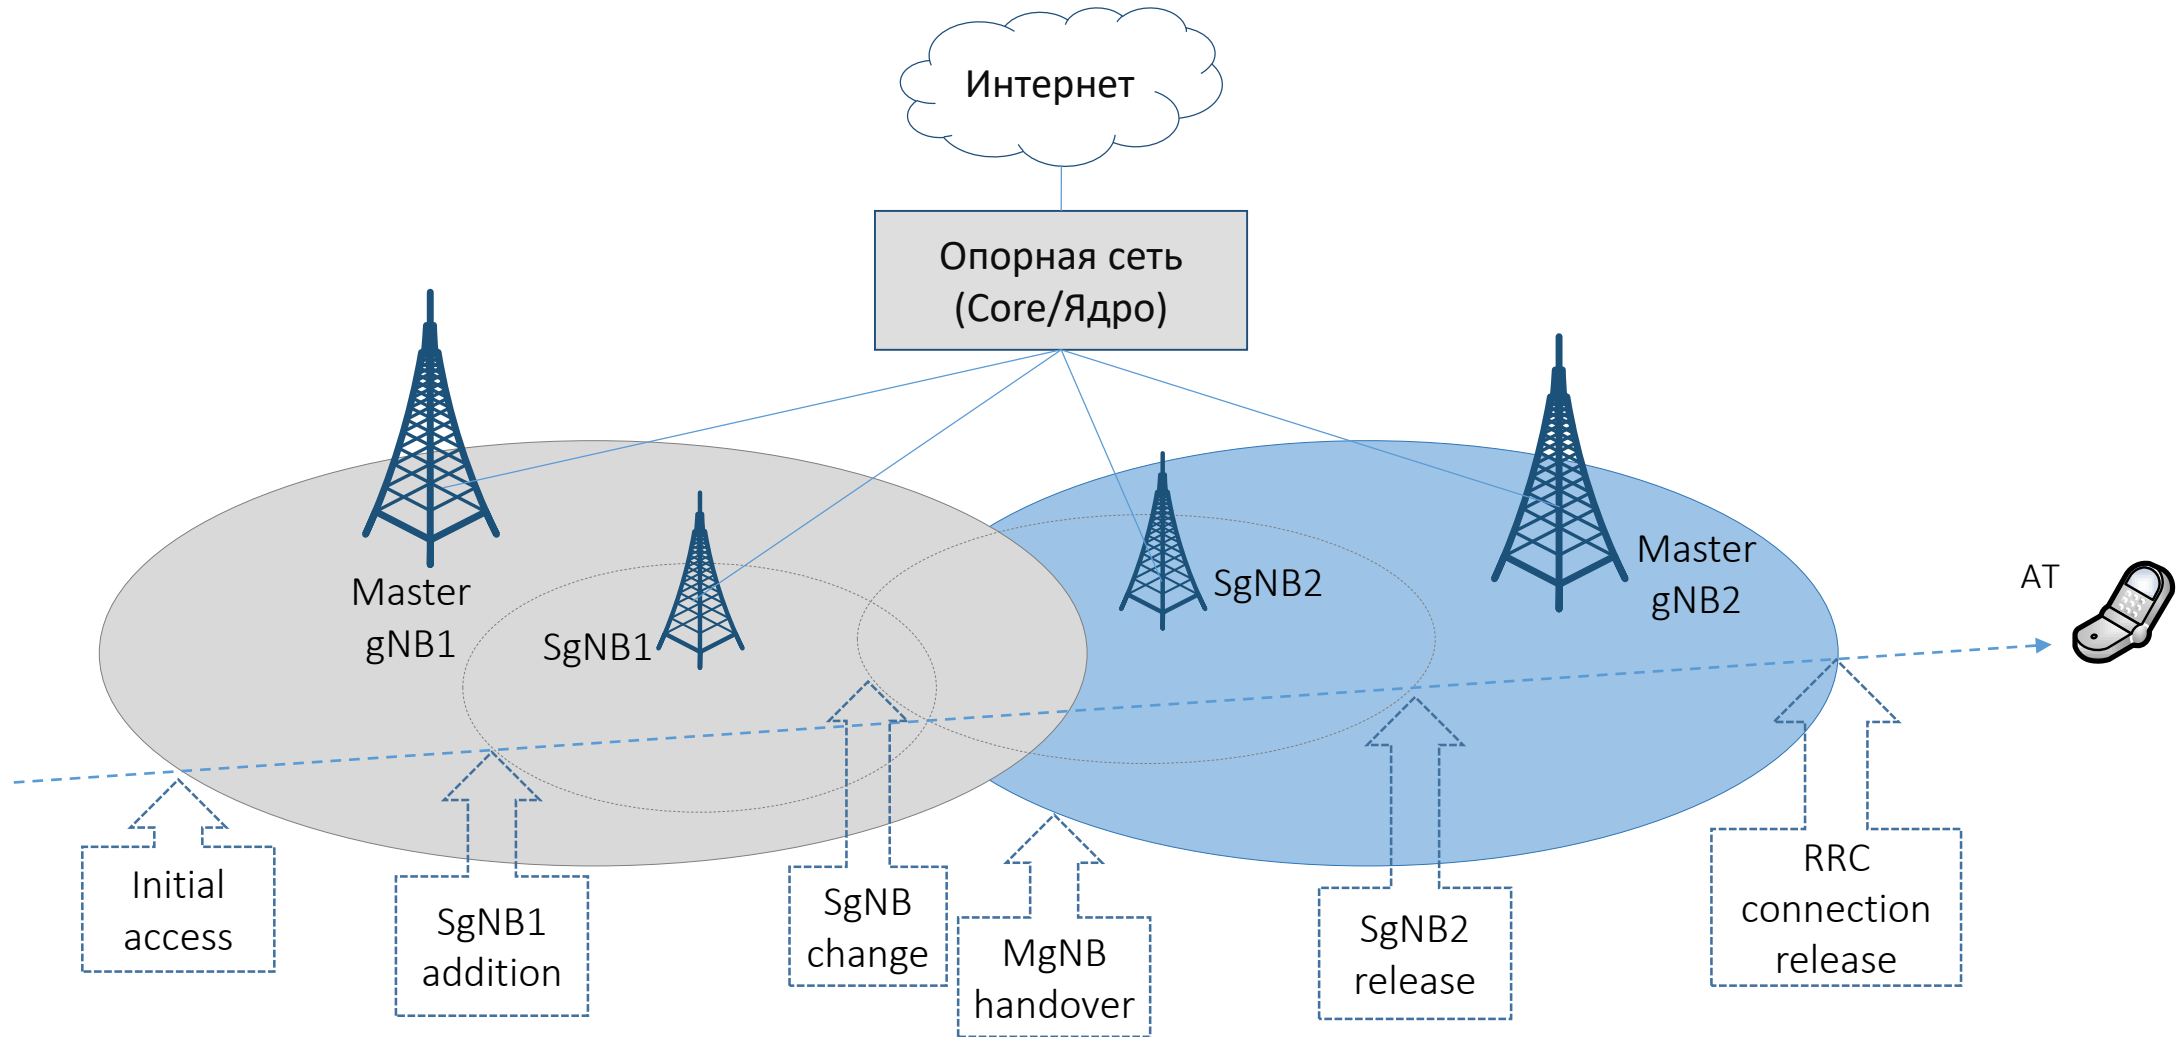 Интернет
Опорная сеть
(Core/Ядро)
Master
gNB1
SgNB1
SgNB2
Master
gNB2
AT
Initial
access
SgNB1
addition
SgNB
change
MgNB
handover
SgNB2
release
RRC
connection
release